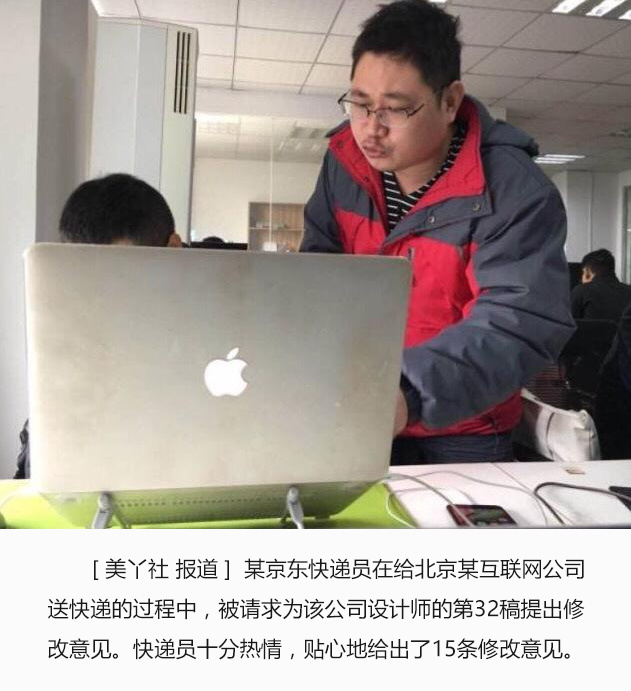 [ 美丫社 报道 ] 某京东快递员在给北京某互联网公司
送快递的过程中，被请求为该公司设计师的第32稿提出修
改意见。快递员十分热情，贴心地给出了15条修改意见。